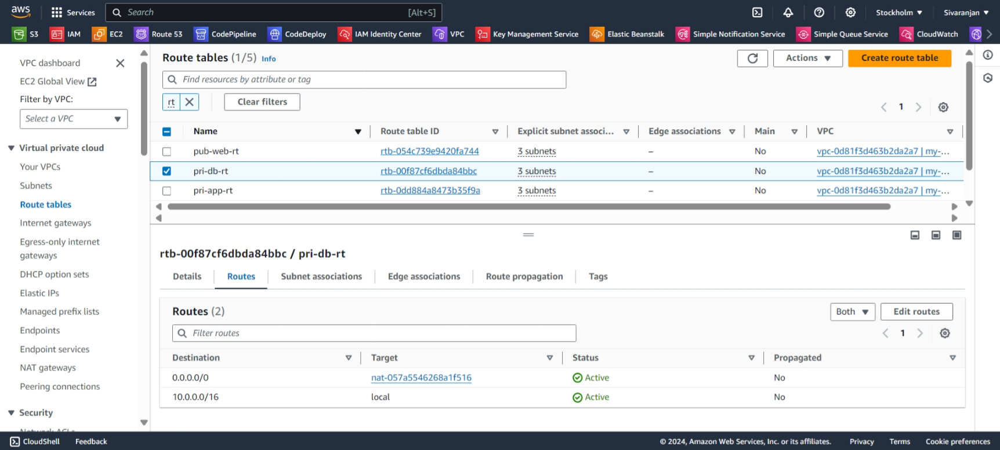 aws
Services
Search [Alt+S]
Stockholm
Sivaranjan
S3
IAM
EC2
Route 53
CodePipeline
CodeDeploy
IAM Identity Center
VPC
Key Management Service
Elastic Beanstalk
Simple Notification Service
Simple Queue Service
CloudWatch
VPC dashboard
EC2 Global View
Filter by VPC:
Select a VPC
Virtual private cloud
Your VPCs
Subnets
Route tables
Internet gateways
Egress-only internet
gateways
DHCP option sets
Elastic IPs
Managed prefix lists
Endpoints
Endpoint services
NAT gateways
Peering connections
Security
Network ACLs
Route tables (1/5) Info
Actions
Create route table
Find resources by attribute or tag
rt
Clear filters
1
Name Route table ID Explicit subnet associ... Edge associations Main VPC
pub-web-rt rtb-054c739e9420fa744 3 subnets – No vpc-0d81f3d463b2da2a7 | my-...
pri-db-rt rtb-00f87cf6dbda84bbc 3 subnets – No vpc-0d81f3d463b2da2a7 | my-...
pri-app-rt rtb-0dd884a8473b35f9a 3 subnets – No vpc-0d81f3d463b2da2a7 | my-...
rtb-00f87cf6dbda84bbc / pri-db-rt
Details Routes Subnet associations Edge associations Route propagation Tags
Routes (2)
Both
Edit routes
Filter routes
1
Destination Target Status Propagated
0.0.0.0/0 nat-057a5546268a1f516 Active No
10.0.0.0/16 local Active No
CloudShell
Feedback
© 2024, Amazon Web Services, Inc. or its affiliates.
Privacy
Terms
Cookie preferences